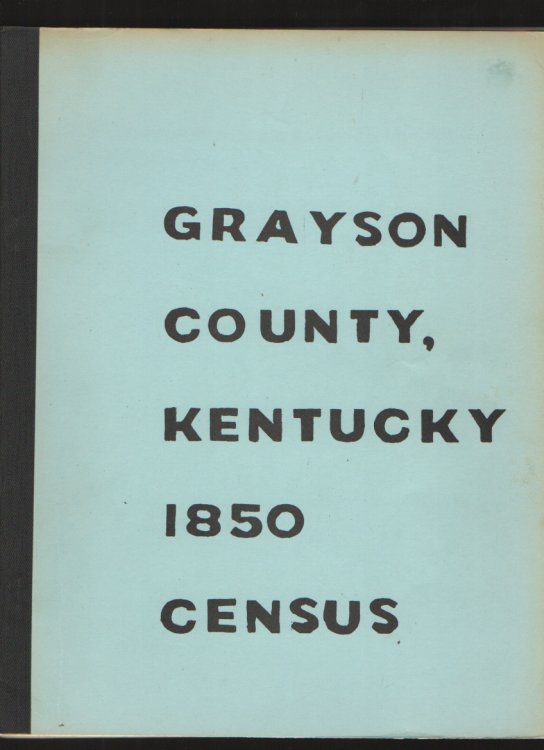 GRAYSON
COUNTY,
KENTUCKY
1850
CENSUS